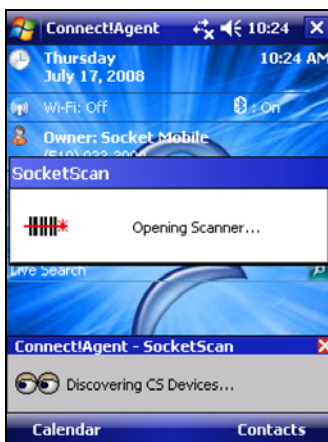 Connect!Agent 10:24
Thursday 10:24 AM
July 17, 2008
Wi-Fi: Off : On
Owner: Socket Mobile
SocketScan
Opening Scanner...
Live Search
Connect!Agent - SocketScan
Discovering CS Devices...
Calendar Contacts